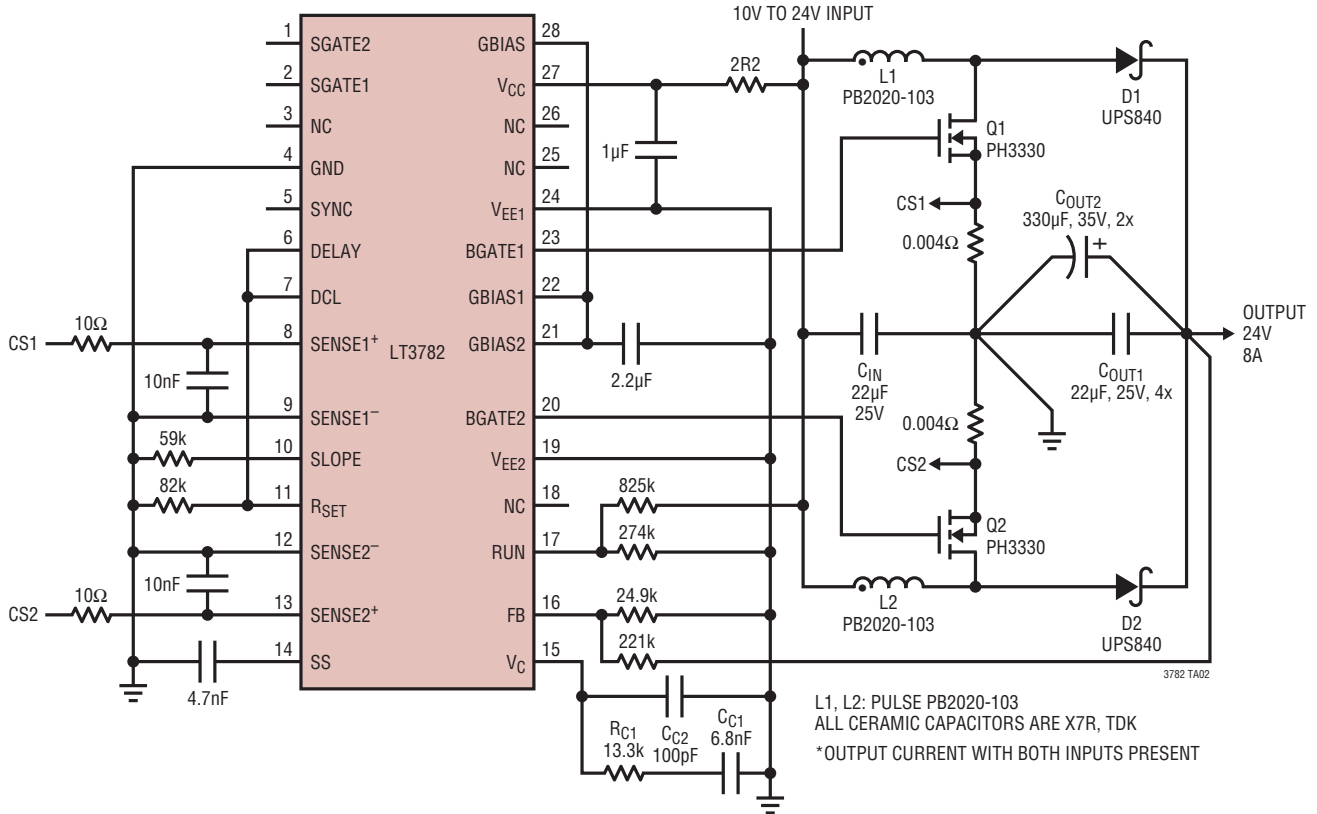 10V TO 24V INPUT
1 SGATE2
2 SGATE1
3 NC
4 GND
5 SYNC
6 DELAY
7 DCL
8 SENSE1+
9 SENSE1–
10 SLOPE
11 RSET
12 SENSE2–
13 SENSE2+
14 SS
LT3782
GBIAS 28
VCC 27
NC 26
NC 25
VEE1 24
BGATE1 23
GBIAS1 22
GBIAS2 21
BGATE2 20
VEE2 19
NC 18
RUN 17
FB 16
VC 15
CS1
10Ω
10nF
59k
82k
10nF
CS2
10Ω
4.7nF
2R2
1µF
2.2µF
825k
274k
24.9k
221k
RC1
13.3k
CC2
100pF
CC1
6.8nF
L1
PB2020-103
D1
UPS840
Q1
PH3330
CS1
0.004Ω
COUT2
330µF, 35V, 2x
+
CIN
22µF
25V
COUT1
22µF, 25V, 4x
OUTPUT
24V
8A
0.004Ω
CS2
Q2
PH3330
L2
PB2020-103
D2
UPS840
3782 TA02
L1, L2: PULSE PB2020-103
ALL CERAMIC CAPACITORS ARE X7R, TDK
*OUTPUT CURRENT WITH BOTH INPUTS PRESENT